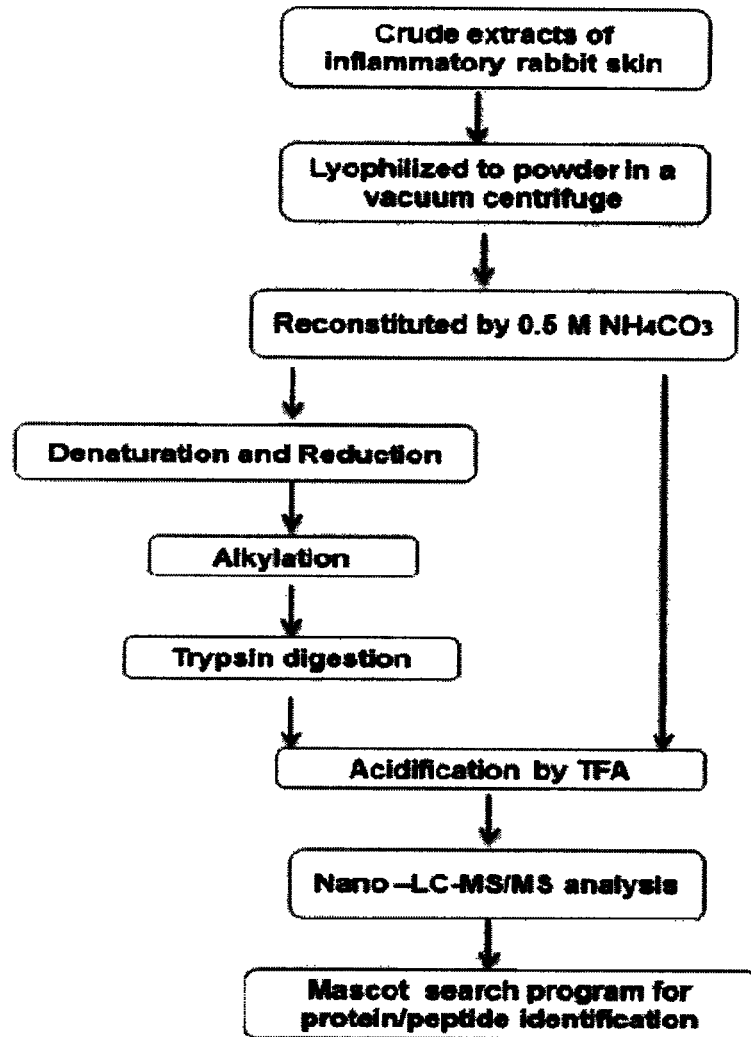 Crude extracts of
inflammatory rabbit skin
Lyophilized to powder in a
vacuum centrifuge
Reconstituted by 0.5 M NH4CO3
Denaturation and Reduction
Alkylation
Trypsin digestion
Acidification by TFA
Nano –LC-MS/MS analysis
Mascot search program for
protein/peptide identification